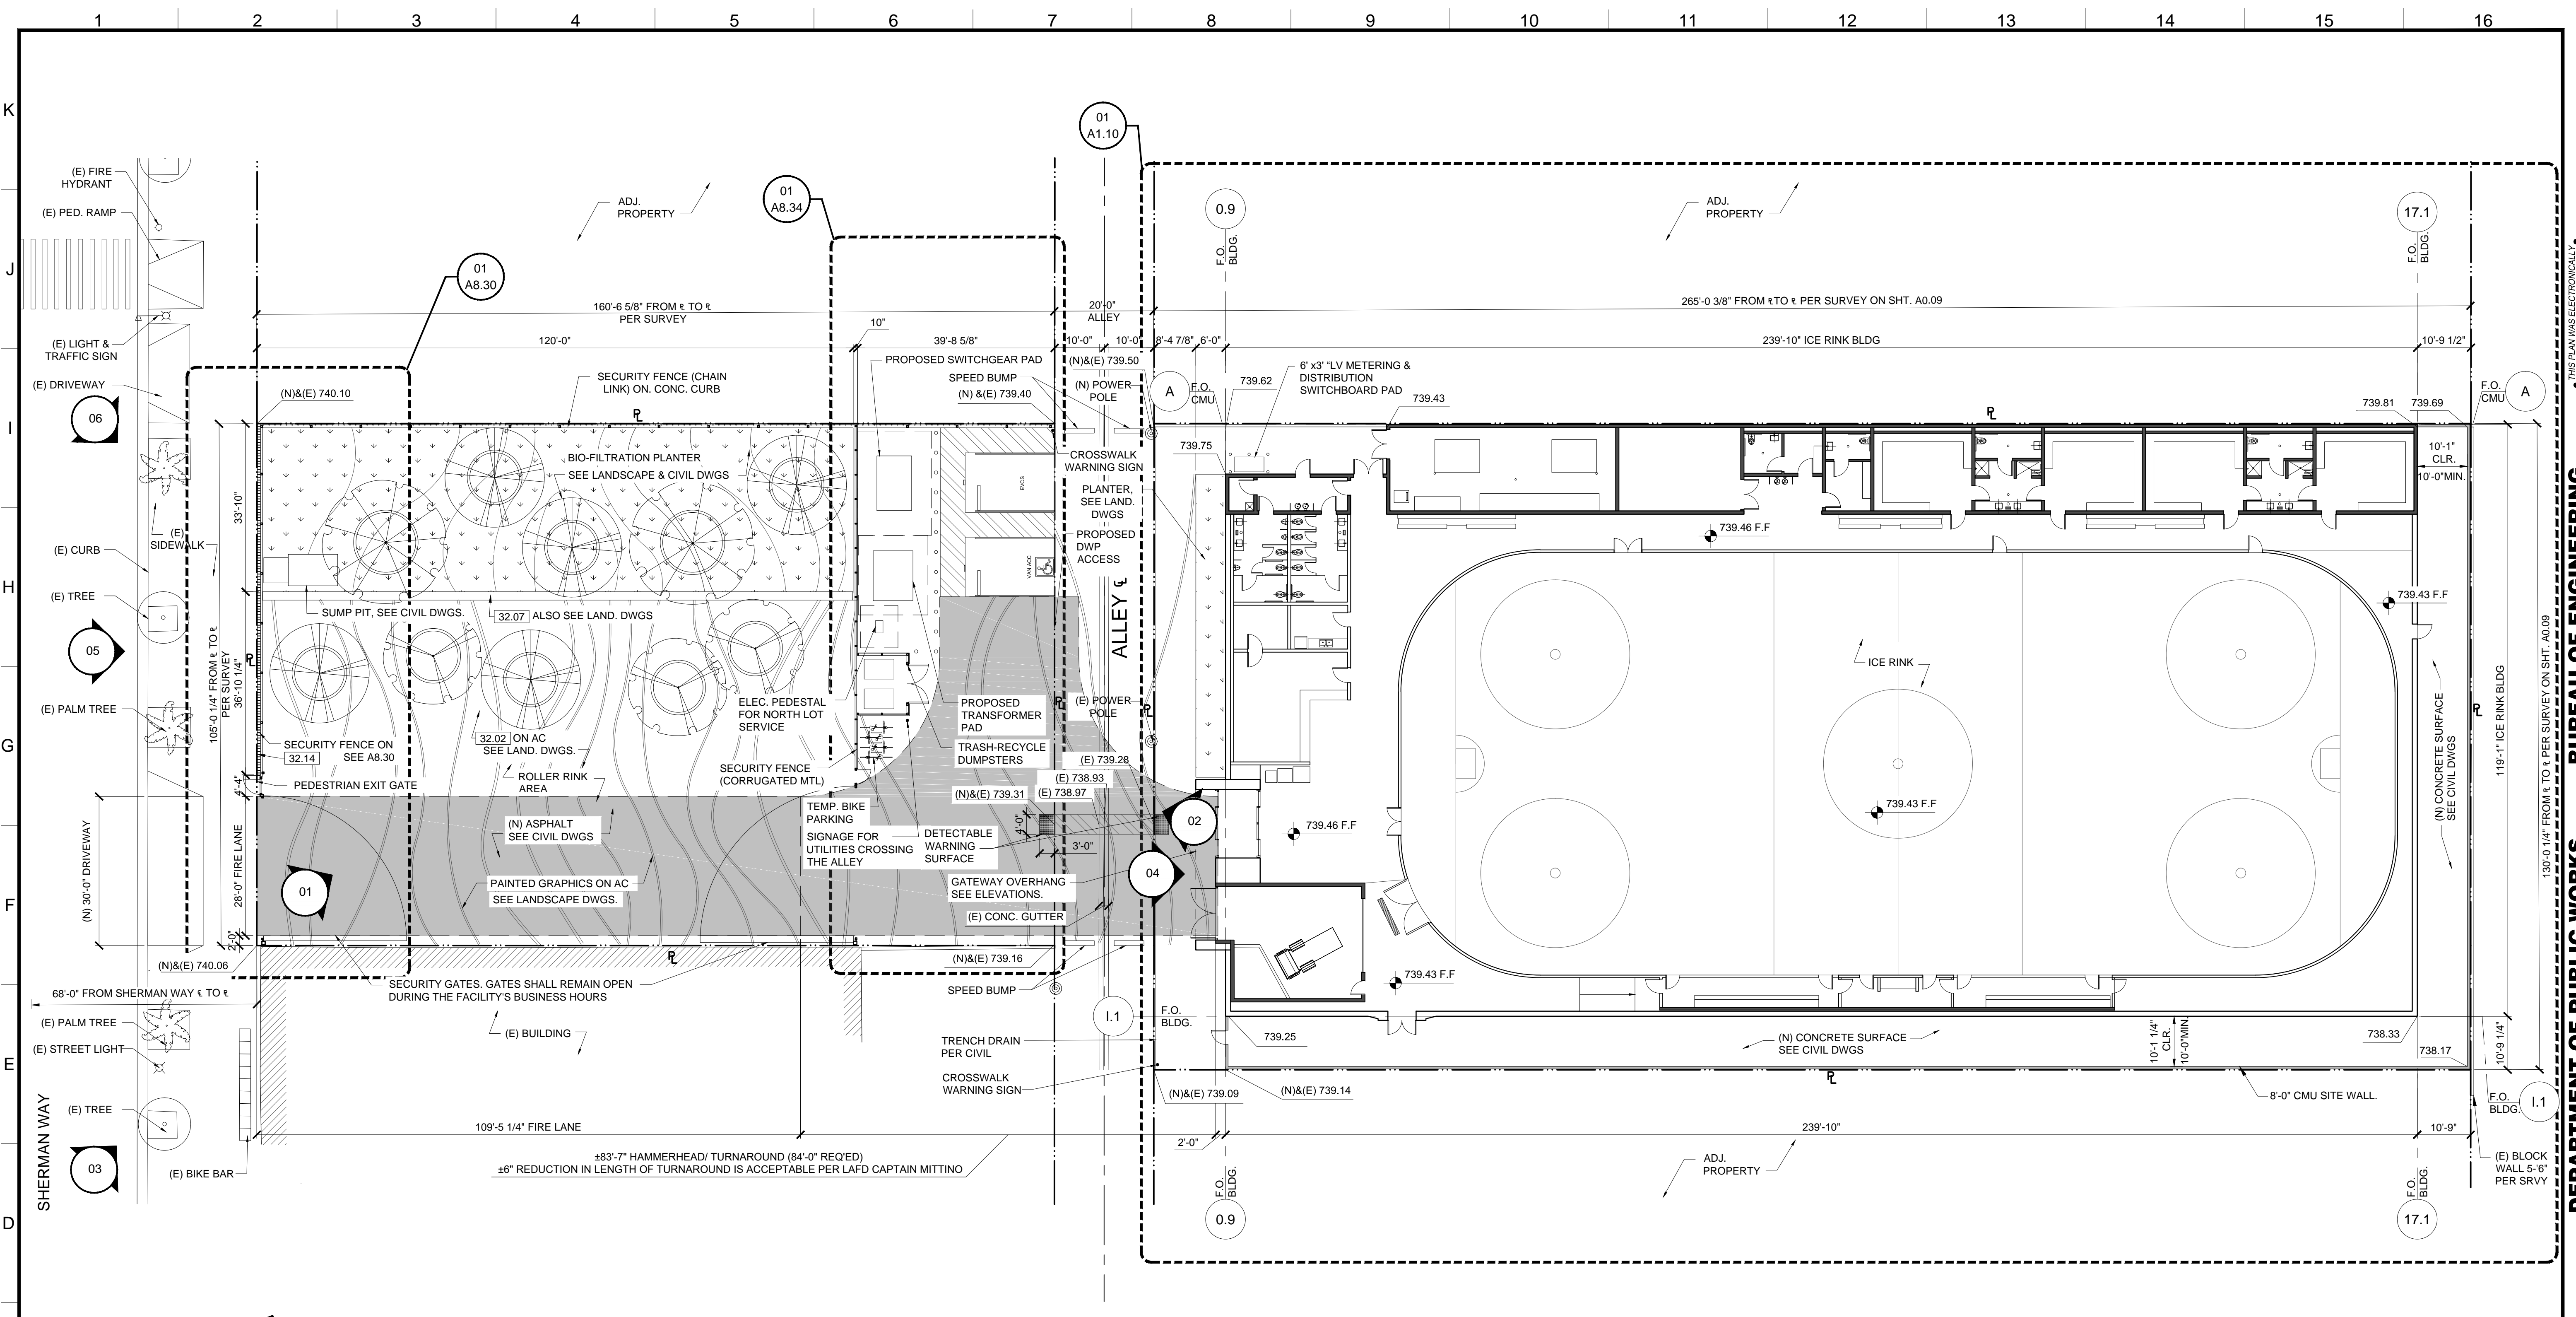 1 2 3 4 5 6 7 8 9 10 11 12 13 14 15 16
K
J
I
H
G
F
E
D
01
A1.10
01
A8.34
01
A8.30
(E) FIRE
HYDRANT
(E) PED. RAMP
(E) LIGHT &
TRAFFIC SIGN
(E) DRIVEWAY
06
(E)
SIDEWALK
(E) CURB
(E) TREE
05
(E) PALM TREE
(N) 30'-0" DRIVEWAY
68'-0" FROM SHERMAN WAY ℄ TO ⅊
(E) PALM TREE
(E) STREET LIGHT
(E) TREE
03
(E) BIKE BAR
SHERMAN WAY
ADJ.
PROPERTY
160'-6 5/8" FROM ⅊ TO ⅊
PER SURVEY
120'-0"
10"
39'-8 5/8"
20'-0"
ALLEY
10'-0"
10'-0"
8'-4 7/8"
6'-0"
265'-0 3/8" FROM ⅊ TO ⅊ PER SURVEY ON SHT. A0.09
239'-10" ICE RINK BLDG
10'-9 1/2"
(N)&(E) 740.10
SECURITY FENCE (CHAIN
LINK) ON. CONC. CURB
PROPOSED SWITCHGEAR PAD
SPEED BUMP
(N) &(E) 739.40
(N)&(E) 739.50
(N) POWER
POLE
A
F.O.
CMU
739.62
6' x3' “LV METERING &
DISTRIBUTION
SWITCHBOARD PAD
739.43
739.75
0.9
F.O.
BLDG.
ADJ.
PROPERTY
17.1
F.O.
BLDG.
739.81
739.69
F.O.
CMU
A
PL
PL
BIO-FILTRATION PLANTER
SEE LANDSCAPE & CIVIL DWGS
33'-10"
SUMP PIT, SEE CIVIL DWGS.
32.07 ALSO SEE LAND. DWGS
105'-0 1/4" FROM ⅊ TO ⅊
PER SURVEY
36'-10 1/4"
PL
SECURITY FENCE ON
32.14 SEE A8.30
4'-4"
PEDESTRIAN EXIT GATE
32.02 ON AC
SEE LAND. DWGS.
ROLLER RINK
AREA
(N) ASPHALT
SEE CIVIL DWGS
28'-0" FIRE LANE
2'-0"
01
PAINTED GRAPHICS ON AC
SEE LANDSCAPE DWGS.
(N)&(E) 740.06
PL
SECURITY GATES. GATES SHALL REMAIN OPEN
DURING THE FACILITY'S BUSINESS HOURS
(E) BUILDING
109'-5 1/4" FIRE LANE
±83'-7" HAMMERHEAD/ TURNAROUND (84'-0" REQ'ED)
±6" REDUCTION IN LENGTH OF TURNAROUND IS ACCEPTABLE PER LAFD CAPTAIN MITTINO
EVCS
VAN ACC
CROSSWALK
WARNING SIGN
PLANTER,
SEE LAND.
DWGS
PROPOSED
DWP
ACCESS
ALLEY ℄
ELEC. PEDESTAL
FOR NORTH LOT
SERVICE
PROPOSED
TRANSFORMER
PAD
TRASH-RECYCLE
DUMPSTERS
SECURITY FENCE
(CORRUGATED MTL)
PL
(E) POWER
POLE
PL
(E) 739.28
(E) 738.93
(E) 738.97
(N)&(E) 739.31
TEMP. BIKE
PARKING
SIGNAGE FOR
UTILITIES CROSSING
THE ALLEY
DETECTABLE
WARNING
SURFACE
4'-0"
3'-0"
02
04
GATEWAY OVERHANG
SEE ELEVATIONS.
(E) CONC. GUTTER
(N)&(E) 739.16
SPEED BUMP
I.1
F.O.
BLDG.
TRENCH DRAIN
PER CIVIL
CROSSWALK
WARNING SIGN
739.25
(N)&(E) 739.09
(N)&(E) 739.14
2'-0"
739.46 F.F
739.43 F.F
ICE RINK
739.43 F.F
739.46 F.F
739.43 F.F
10'-1"
CLR.
10'-0"MIN.
(N) CONCRETE SURFACE
SEE CIVIL DWGS
PL
119'-1" ICE RINK BLDG
130'-0 1/4" FROM ⅊ TO ⅊ PER SURVEY ON SHT. A0.09
(N) CONCRETE SURFACE
SEE CIVIL DWGS
10'-1 1/4"
CLR.
10'-0"MIN.
738.33
738.17
10'-9 1/4"
PL
8'-0" CMU SITE WALL.
F.O.
BLDG.
I.1
239'-10"
10'-9"
ADJ.
PROPERTY
F.O.
BLDG.
0.9
F.O.
BLDG.
17.1
(E) BLOCK
WALL 5-'6"
PER SRVY
THIS PLAN WAS ELECTRONICALLY
BUREAU OF ENGINEERING
DEPARTMENT OF PUBLIC WORKS